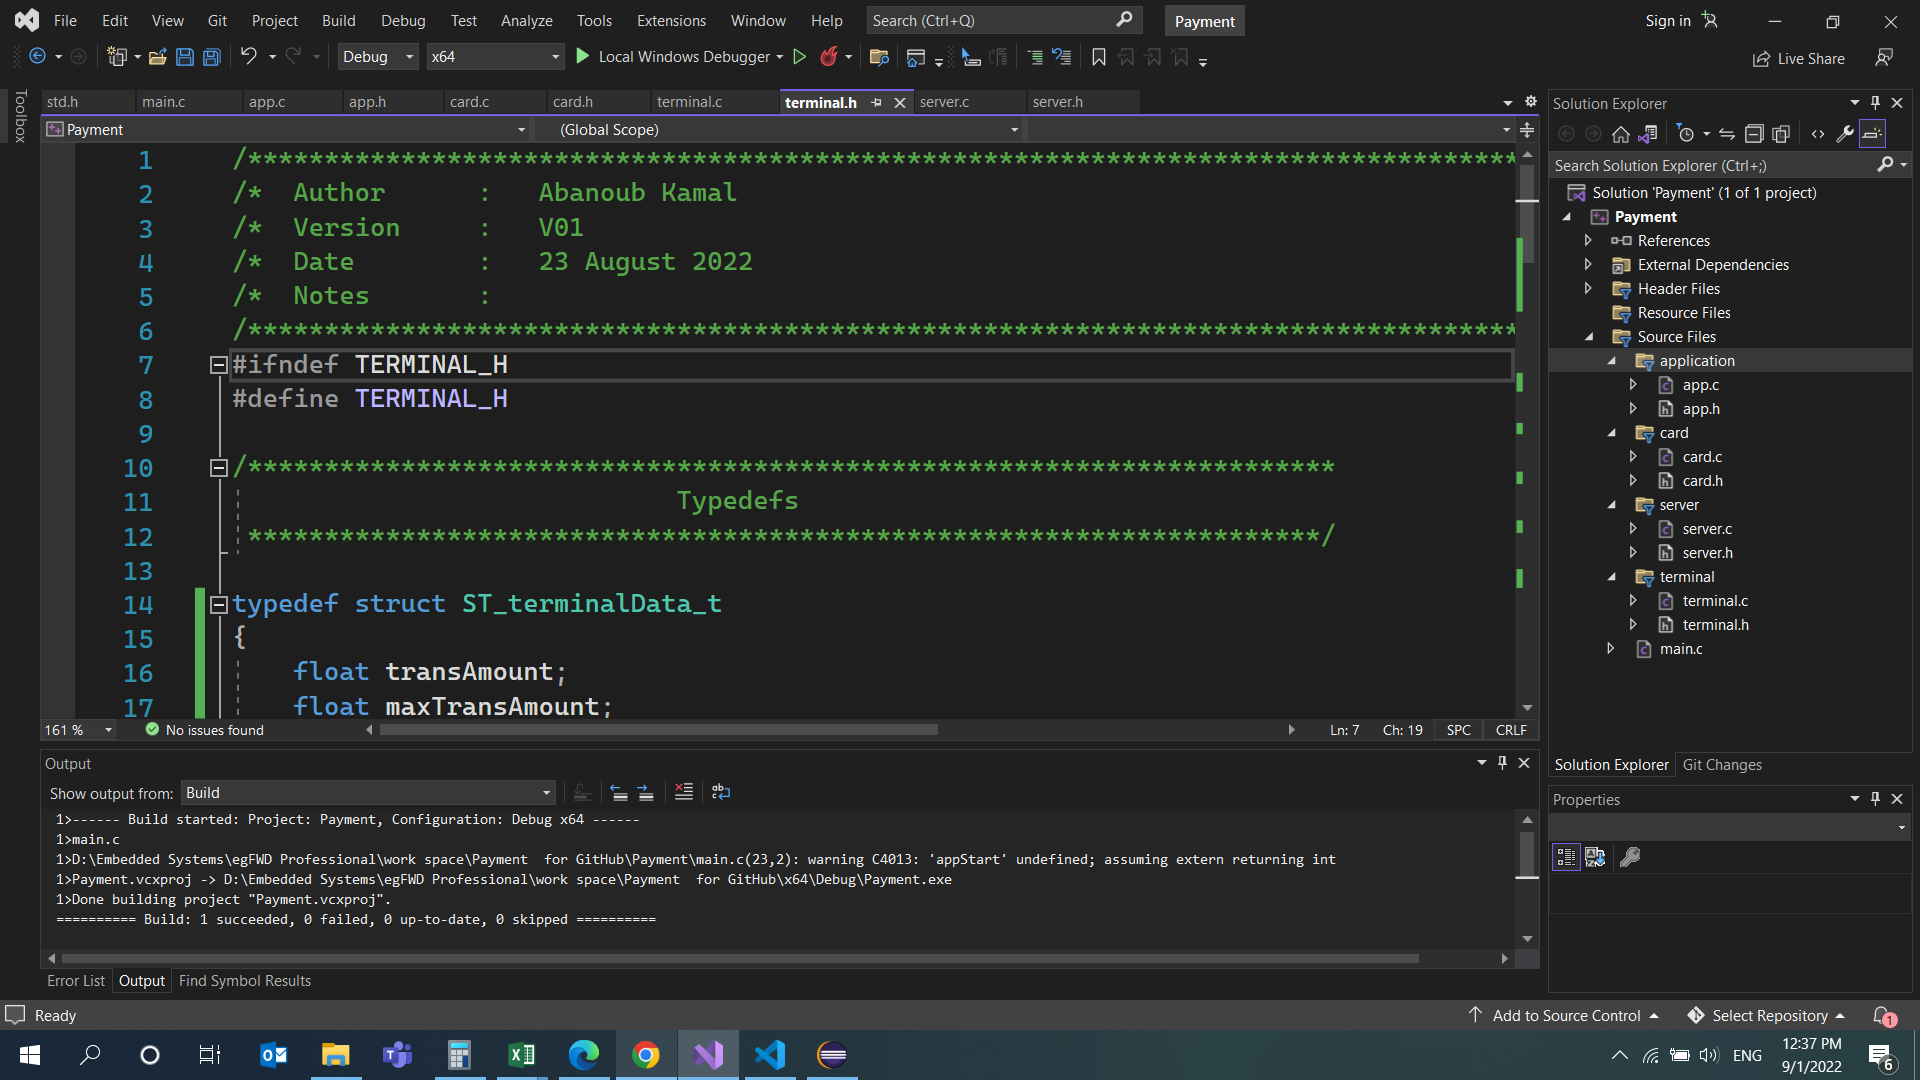 File Edit View Git Project Build Debug Test Analyze Tools Extensions Window Help Search (Ctrl+Q) Payment Sign in
Debug x64 Local Windows Debugger Live Share
Toolbox
std.h main.c app.c app.h card.c card.h terminal.c terminal.h server.c server.h
Payment (Global Scope)
1 /***********************************************************************************
2 /*  Author      :   Abanoub Kamal
3 /*  Version     :   V01
4 /*  Date        :   23 August 2022
5 /*  Notes       :
6 /***********************************************************************************
7 #ifndef TERMINAL_H
8 #define TERMINAL_H
9
10 /***********************************************************************
11 Typedefs
12 **********************************************************************/
13
14 typedef struct ST_terminalData_t
15 {
16 float transAmount;
17 float maxTransAmount;
161 % No issues found Ln: 7 Ch: 19 SPC CRLF
Output
Show output from: Build
1>------ Build started: Project: Payment, Configuration: Debug x64 ------
1>main.c
1>D:\Embedded Systems\egFWD Professional\work space\Payment  for GitHub\Payment\main.c(23,2): warning C4013: 'appStart' undefined; assuming extern returning int
1>Payment.vcxproj -> D:\Embedded Systems\egFWD Professional\work space\Payment  for GitHub\x64\Debug\Payment.exe
1>Done building project "Payment.vcxproj".
========== Build: 1 succeeded, 0 failed, 0 up-to-date, 0 skipped ==========
Error List Output Find Symbol Results
Solution Explorer
Search Solution Explorer (Ctrl+;)
Solution 'Payment' (1 of 1 project)
Payment
References
External Dependencies
Header Files
Resource Files
Source Files
application
app.c
app.h
card
card.c
card.h
server
server.c
server.h
terminal
terminal.c
terminal.h
main.c
Solution Explorer Git Changes
Properties
Ready Add to Source Control Select Repository 1
ENG 12:37 PM
9/1/2022 6